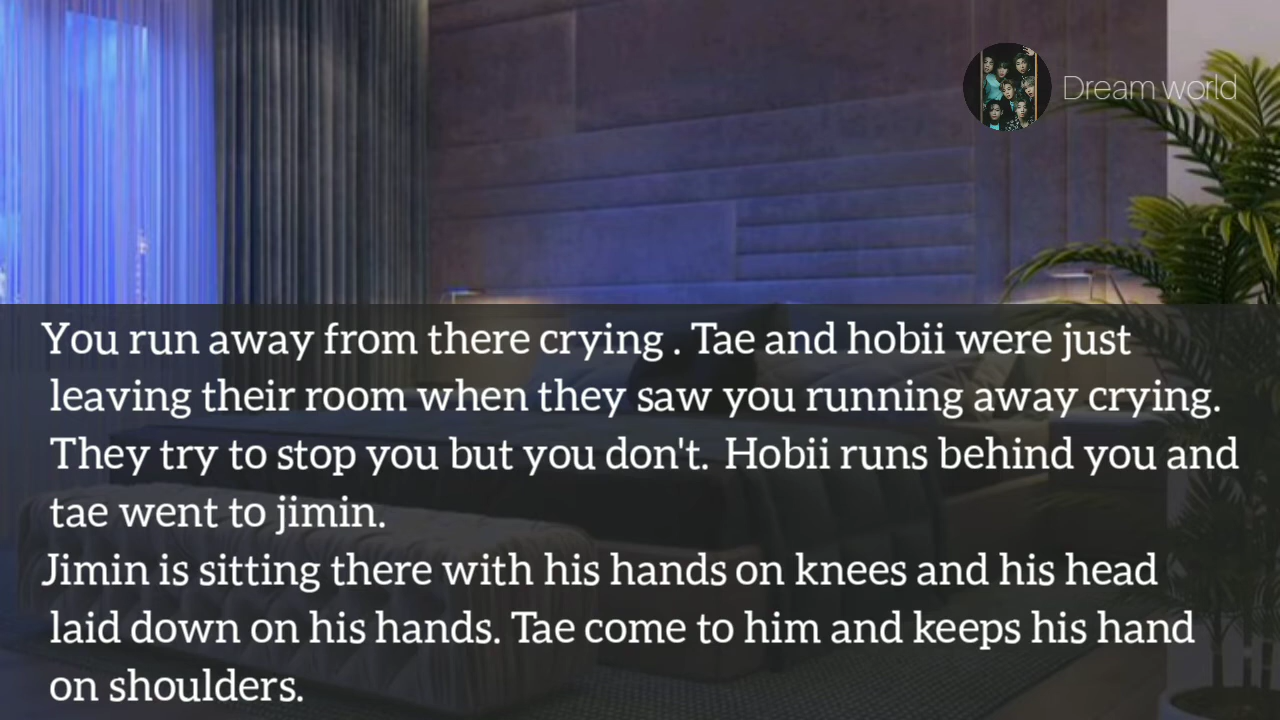 Dream world
You run away from there crying . Tae and hobii were just
leaving their room when they saw you running away crying.
They try to stop you but you don't. Hobii runs behind you and
tae went to jimin.
Jimin is sitting there with his hands on knees and his head
laid down on his hands. Tae come to him and keeps his hand
on shoulders.